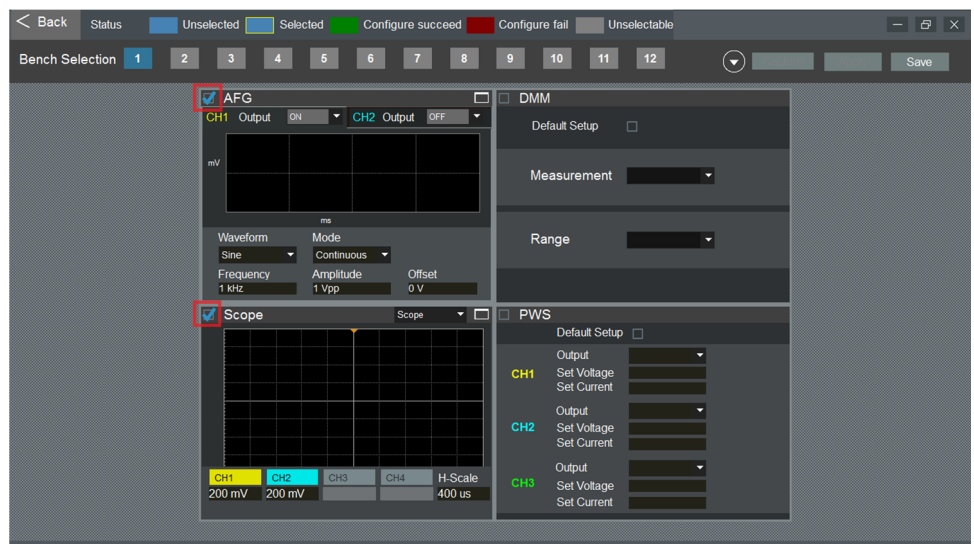 < Back Status Unselected Selected Configure succeed Configure fail Unselectable
Bench Selection 1 2 3 4 5 6 7 8 9 10 11 12 Save
AFG
CH1 Output ON CH2 Output OFF
mV
ms
Waveform Mode
Sine Continuous
Frequency Amplitude Offset
1 kHz 1 Vpp 0 V
DMM
Default Setup
Measurement
Range
Scope Scope
CH1 CH2 CH3 CH4 H-Scale
200 mV 200 mV 400 us
PWS
Default Setup
Output
CH1 Set Voltage
Set Current
Output
CH2 Set Voltage
Set Current
Output
CH3 Set Voltage
Set Current